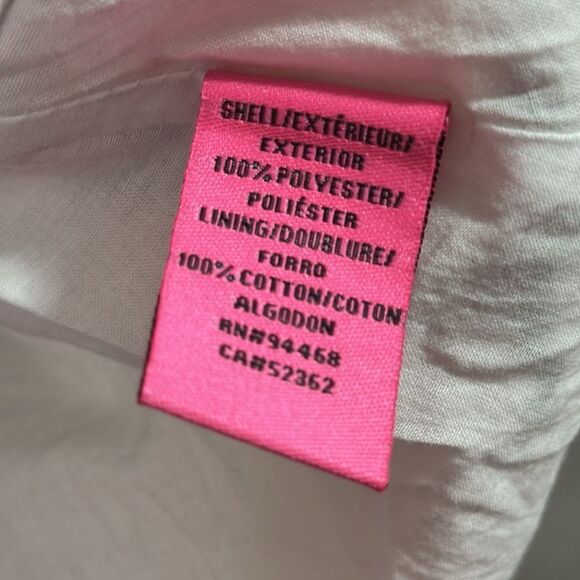 SHELL/EXTÉRIEUR/
EXTERIOR
100% POLYESTER/
POLIÉSTER
LINING/DOUBLURE/
FORRO
100% COTTON/COTON
ALGODON
RN#94468
CA#52362